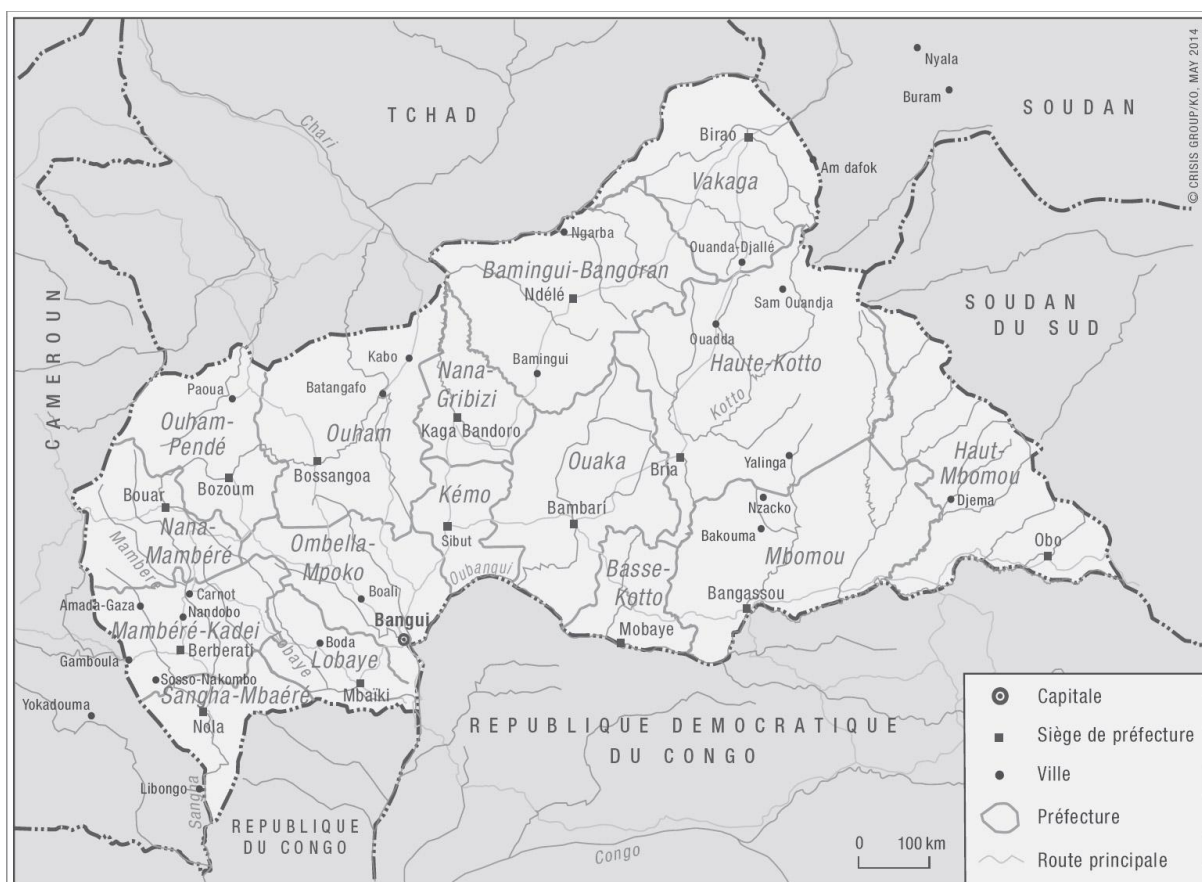 © CRISIS GROUP/KO, MAY 2014
Nyala
Buram
SOUDAN
TCHAD
Chari
Birao
Am dafok
Vakaga
Ngarba
Ouanda-Djallé
Bamingui-Bangoran
Ndélé
Sam Ouandja
SOUDAN
DU SUD
CAMEROUN
Ouadda
Kabo
Bamingui
Haute-Kotto
Nana-
Gribizi
Paoua
Batangafo
Kotto
Ouham-
Pendé
Ouham
Kaga Bandoro
Ouaka
Bria
Yalinga
Haut-
Mbomou
Bossangoa
Bozoum
Bouar
Kémo
Nzacko
Djema
Nana-
Mambéré
Bambari
Sibut
Bakouma
Mbomou
Obo
Mambéré
Ombella-
Mpoko
Oubangui
Basse-
Kotto
Carnot
Boali
Amada-Gaza
Nandobo
Bangassou
Mambéré-Kadei
Bangui
Mobaye
Berberati
Boda
Lobaye
Lobaye
Gamboula
Sosso-Nakombo
Sangha-Mbaéré
Mbaïki
Yokadouma
Nola
REPUBLIQUE DEMOCRATIQUE
DU CONGO
Libongo
Sangha
REPUBLIQUE
DU CONGO
Congo
0 100 km
Capitale
Siège de préfecture
Ville
Préfecture
Route principale